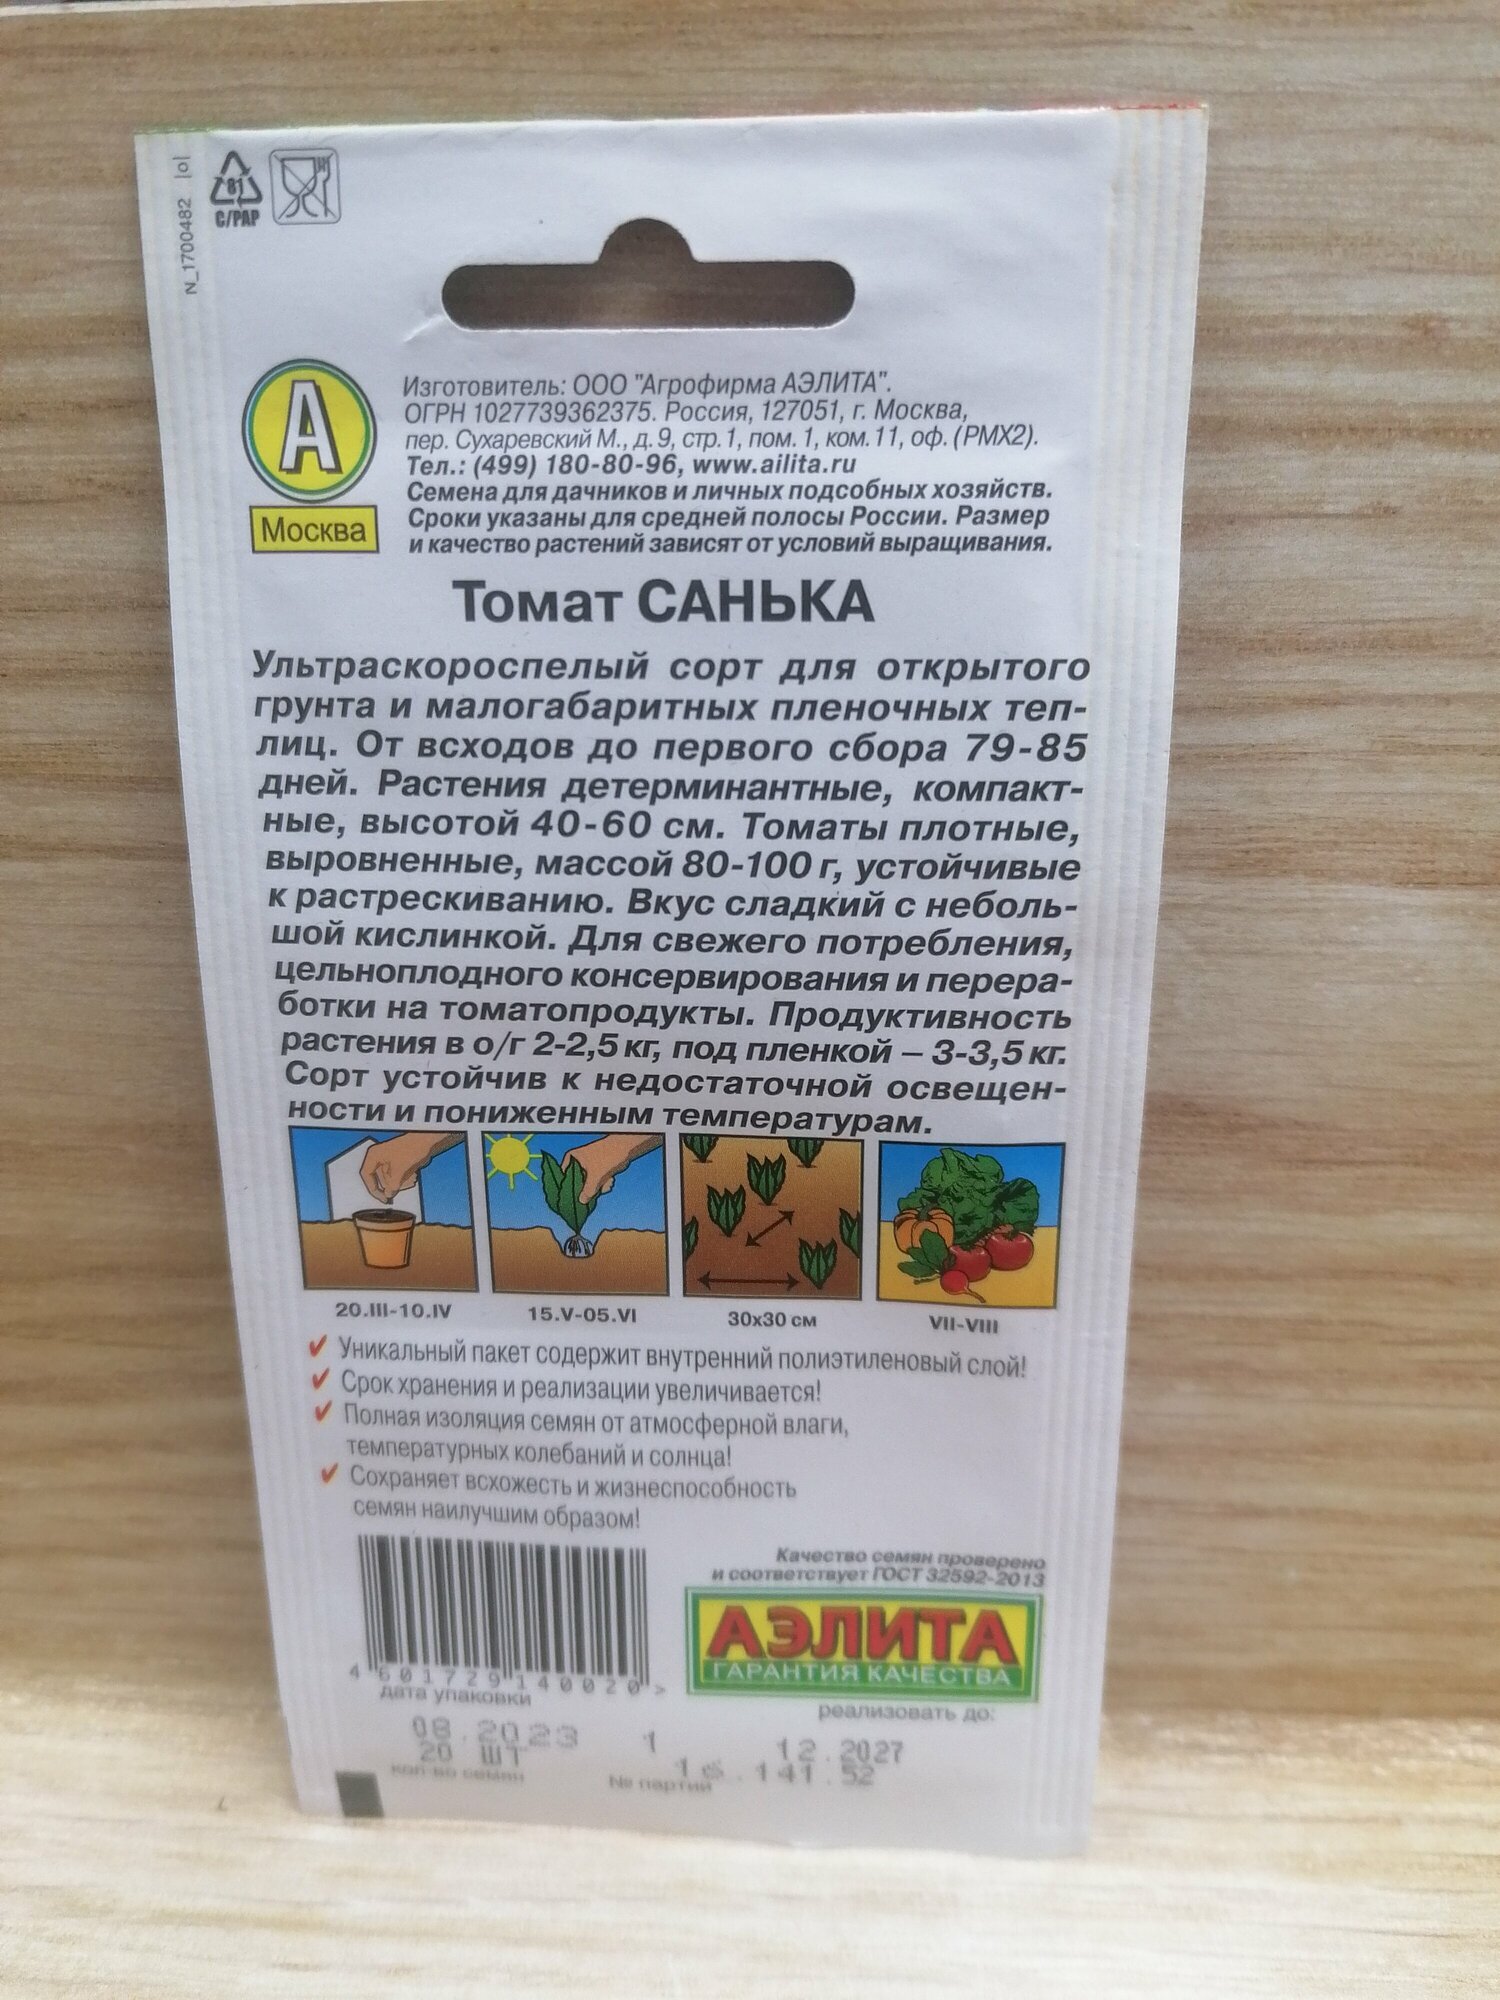 N_1700482 |o|
81
C/PAP
А
Москва
Изготовитель: ООО "Агрофирма АЭЛИТА".
ОГРН 1027739362375. Россия, 127051, г. Москва,
пер. Сухаревский М., д. 9, стр. 1, пом. 1, ком. 11, оф. (РМХ2).
Тел.: (499) 180-80-96, www.ailita.ru
Семена для дачников и личных подсобных хозяйств.
Сроки указаны для средней полосы России. Размер
и качество растений зависят от условий выращивания.
Томат САНЬКА
Ультраскороспелый сорт для открытого
грунта и малогабаритных пленочных теп-
лиц. От всходов до первого сбора 79-85
дней. Растения детерминантные, компакт-
ные, высотой 40-60 см. Томаты плотные,
выровненные, массой 80-100 г, устойчивые
к растрескиванию. Вкус сладкий с неболь-
шой кислинкой. Для свежего потребления,
цельноплодного консервирования и перера-
ботки на томатопродукты. Продуктивность
растения в о/г 2-2,5 кг, под пленкой – 3-3,5 кг.
Сорт устойчив к недостаточной освещен-
ности и пониженным температурам.
20.III-10.IV
15.V-05.VI
30x30 см
VII-VIII
Уникальный пакет содержит внутренний полиэтиленовый слой!
Срок хранения и реализации увеличивается!
Полная изоляция семян от атмосферной влаги,
температурных колебаний и солнца!
Сохраняет всхожесть и жизнеспособность
семян наилучшим образом!
Качество семян проверено
и соответствует ГОСТ 32592-2013
АЭЛИТА
ГАРАНТИЯ КАЧЕСТВА
4 601729 140020 >
дата упаковки
реализовать до:
08.2023 1 12.2027
20 ШТ 141.52
кол-во семян
№ партии